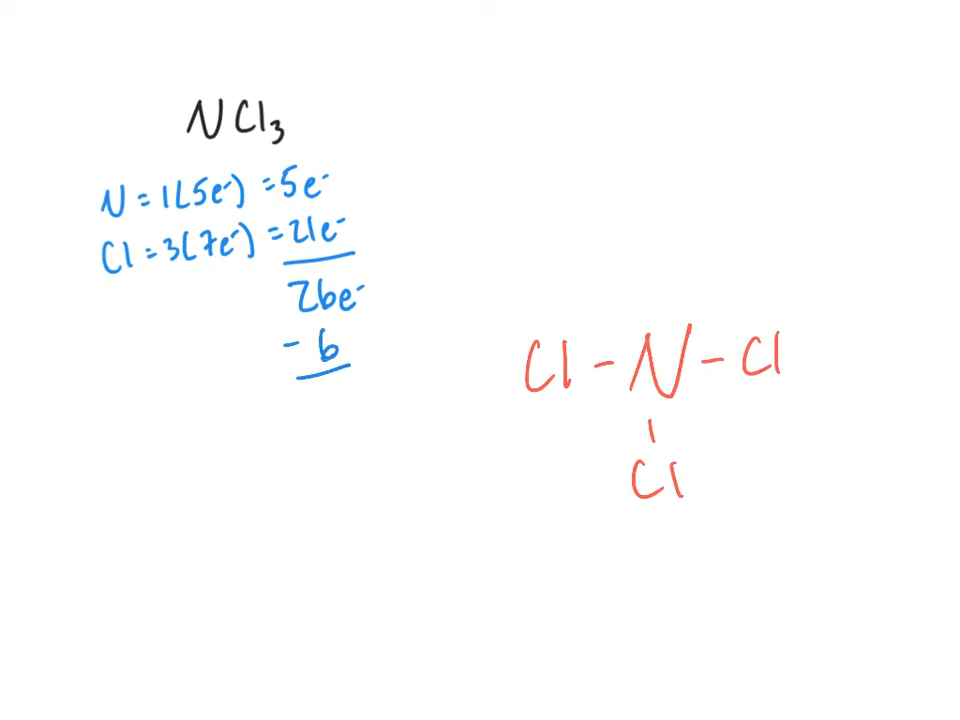 NCl₃
N = 1(5e⁻) = 5e⁻
Cl = 3(7e⁻) = 21e⁻
26e⁻
- 6
Cl - N - Cl
|
Cl